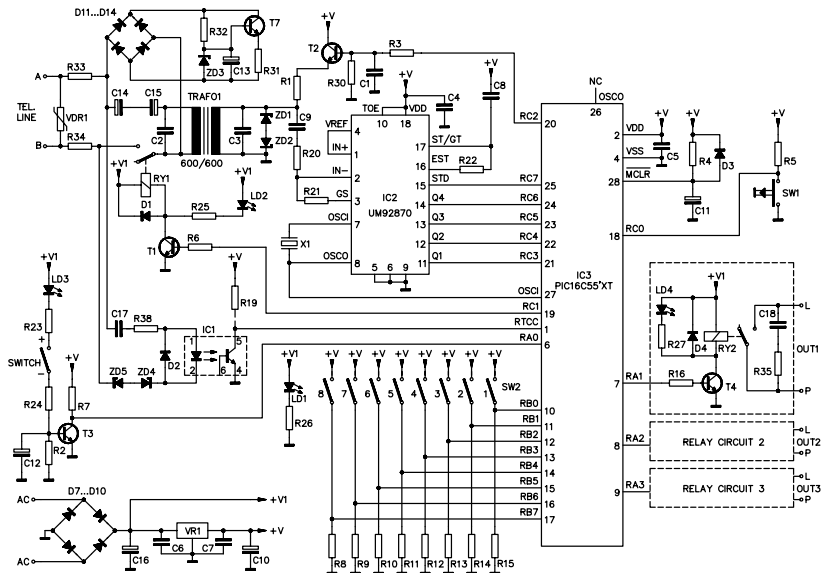 D11...D14
R32
ZD3
C13
T7
R31
A
R33
TEL.
LINE
VDR1
B
R34
C14
C15
TRAFO1
C2
C3
ZD1
ZD2
600/600
+V
T2
R3
R1
R30
C1
C9
R20
R21
+V
C4
C8
+V
TOE
VDD
10
18
VREF
4
IN+
1
IN-
2
GS
3
OSCI
7
OSCO
8
ST/GT
17
EST
16
R22
STD
15
Q4
14
Q3
13
Q2
12
Q1
11
IC2
UM92870
5
6
9
X1
+V1
RY1
D1
R25
LD2
T1
R6
NC
OSCO
26
RC2
20
RC7
25
RC6
24
RC5
23
RC4
22
RC3
21
OSCI
27
RC1
19
RTCC
1
RA0
6
IC3
PIC16C55'XT
2
VDD
4
VSS
28
MCLR
18
RC0
+V
C5
+V
R4
D3
C11
+V
R5
SW1
+V1
LD3
R23
SWITCH
+
-
R24
+V
R7
T3
R2
C12
C17
R38
D2
ZD5
ZD4
IC1
1
2
5
6
4
+V
R19
+V1
LD1
R26
+V
+V
+V
+V
+V
+V
+V
+V
8
7
6
5
4
3
2
1
SW2
RB0
10
RB1
11
RB2
12
RB3
13
RB4
14
RB5
15
RB6
16
RB7
17
R8
R9
R10
R11
R12
R13
R14
R15
+V1
LD4
R27
D4
RY2
C18
R35
L
OUT1
P
7
RA1
R16
T4
8
RA2
RELAY CIRCUIT 2
L
OUT2
P
9
RA3
RELAY CIRCUIT 3
L
OUT3
P
AC
D7...D10
AC
+V1
VR1
+V
C16
C6
C7
C10